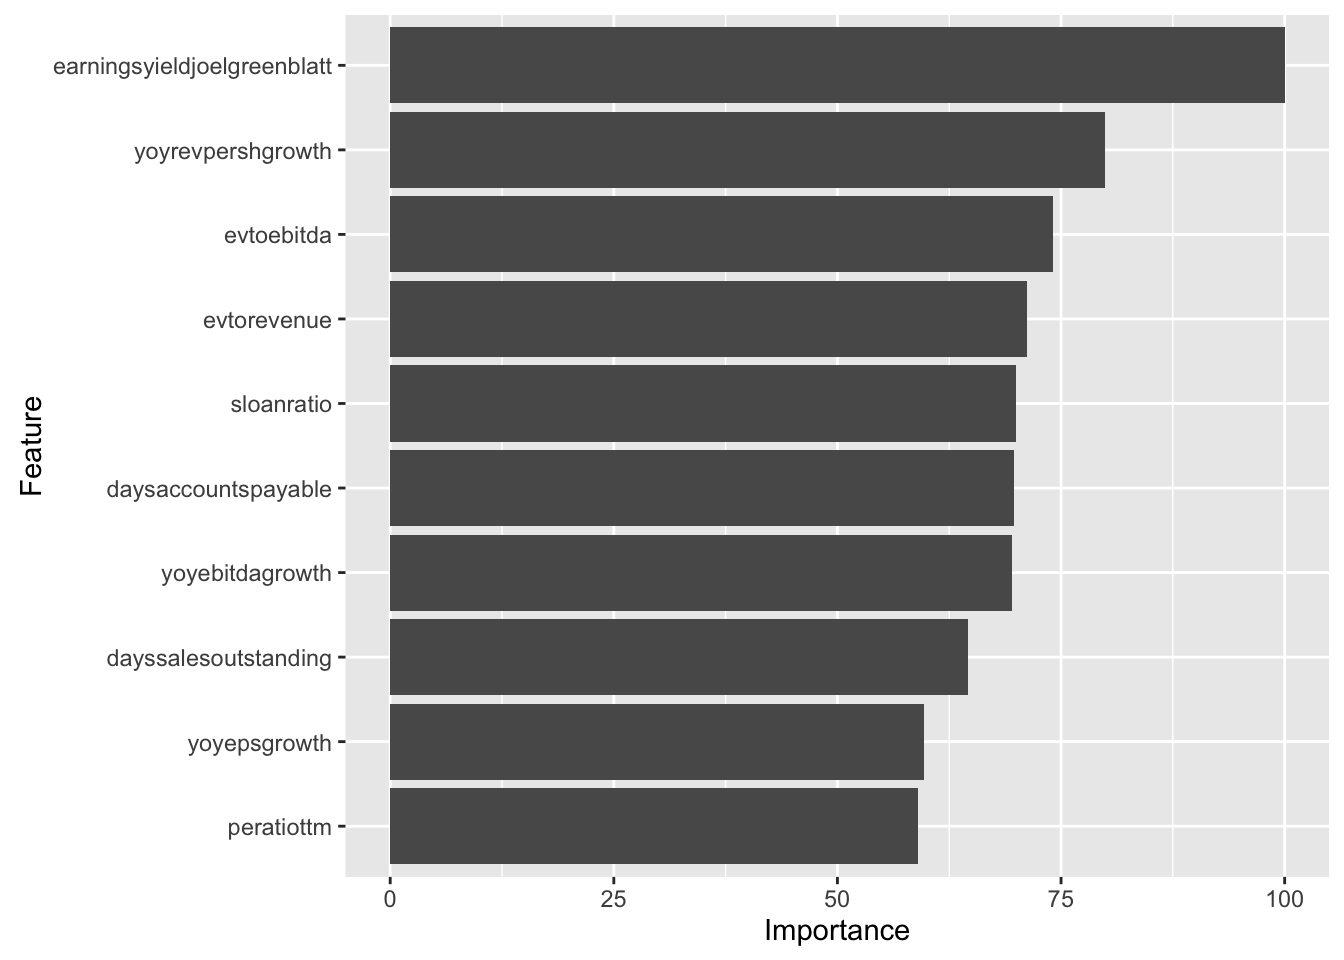 earningsyieldjoelgreenblatt
yoyrevpershgrowth
evtoebitda
evtorevenue
sloanratio
daysaccountspayable
yoyebitdagrowth
dayssalesoutstanding
yoyepsgrowth
peratiottm
Feature
0 25 50 75 100
Importance